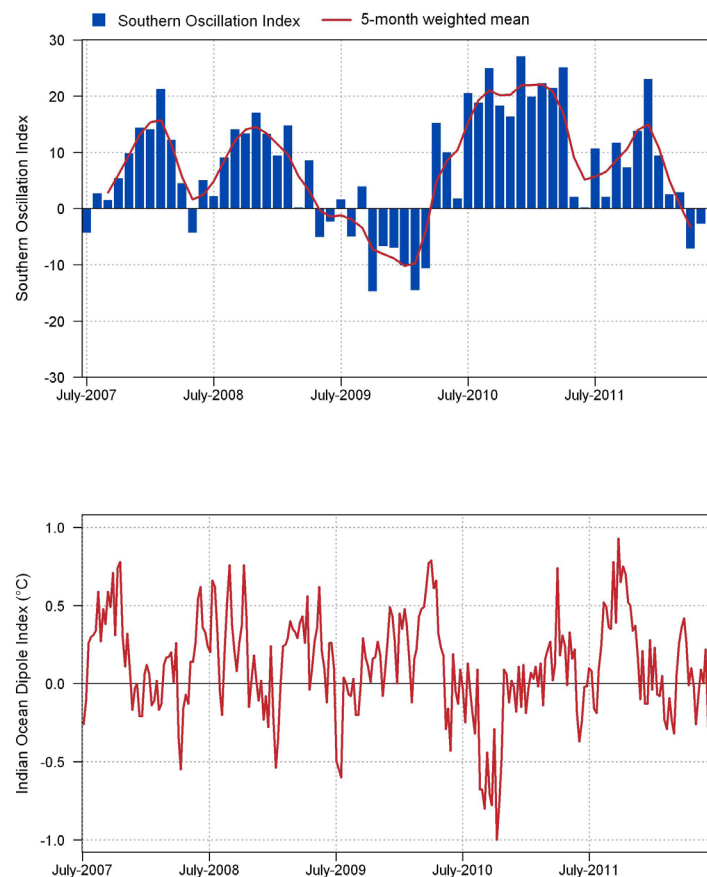 Southern Oscillation Index 5-month weighted mean
Southern Oscillation Index
30
20
10
0
-10
-20
-30
July-2007 July-2008 July-2009 July-2010 July-2011
Indian Ocean Dipole Index (°C)
1.0
0.5
0.0
-0.5
-1.0
July-2007 July-2008 July-2009 July-2010 July-2011